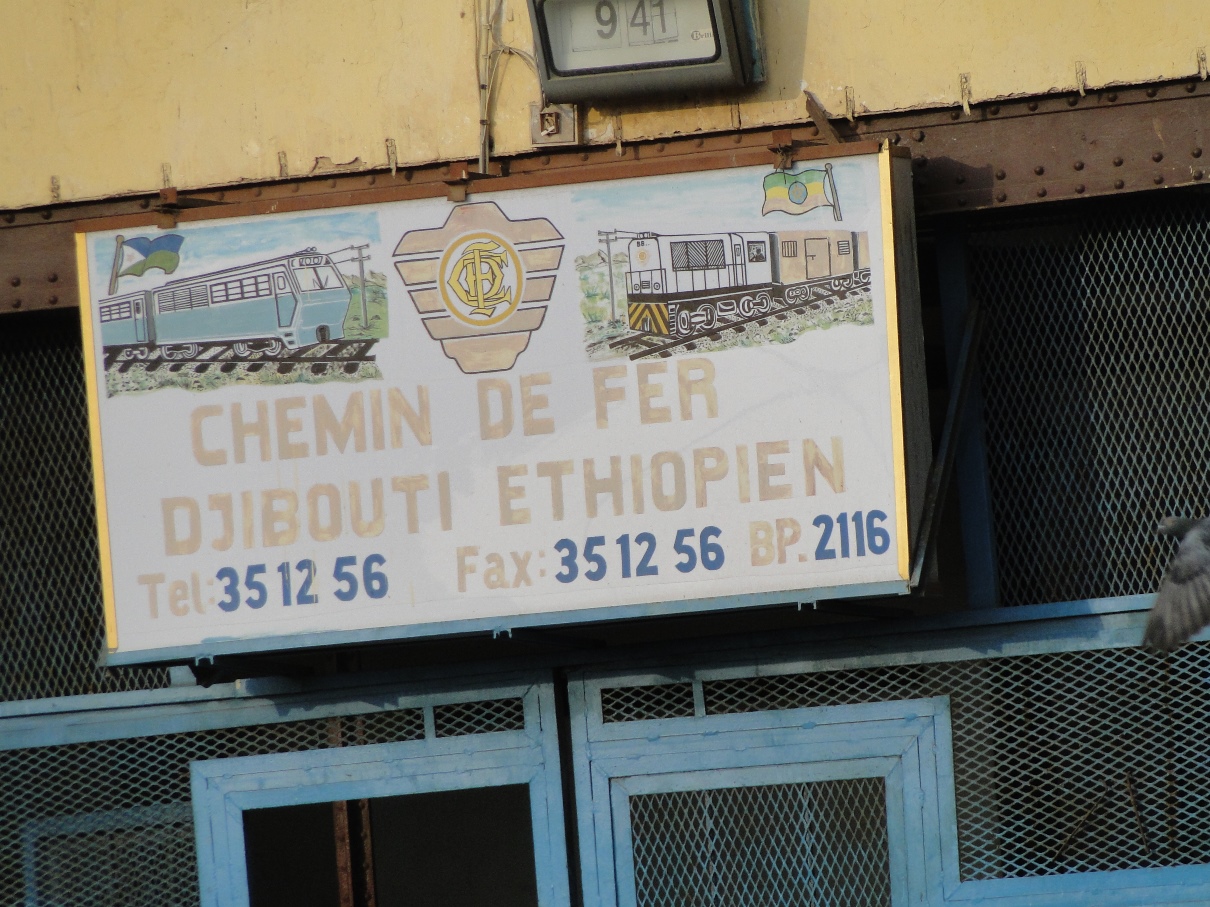 9 41
CHEMIN DE FER
DJIBOUTI ETHIOPIEN
Tel: 35 12 56 Fax: 35 12 56 BP. 2116